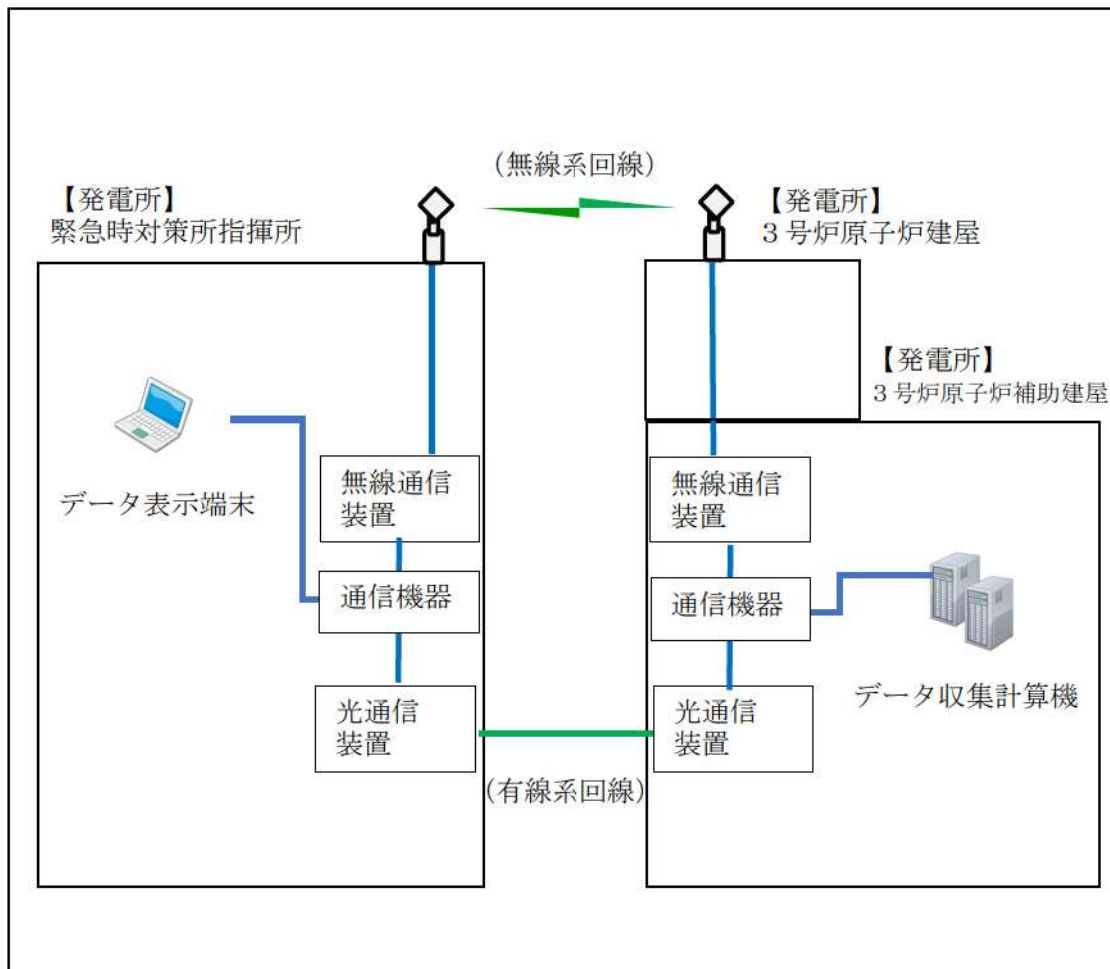 （無線系回線）
【発電所】
緊急時対策所指揮所
【発電所】
３号炉原子炉建屋
【発電所】
３号炉原子炉補助建屋
データ表示端末
無線通信
装置
通信機器
光通信
装置
無線通信
装置
通信機器
光通信
装置
データ収集計算機
（有線系回線）